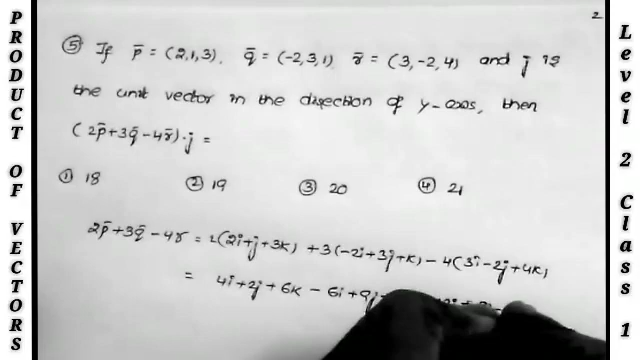 PRODUCT OF VECTORS
2
⑤ If p̄ = (2,1,3), q̄ = (-2,3,1), r̄ = (3,-2,4) and j is
the unit vector in the direction of y-axis, then
(2p̄+3q̄-4r̄).j =
① 18 ② 19 ③ 20 ④ 21
2p̄+3q̄-4r = 2(2i+j+3k) + 3(-2i+3j+k) - 4(3i-2j+4k)
= 4i+2j+6k - 6i+9j
Level 2 Class 1